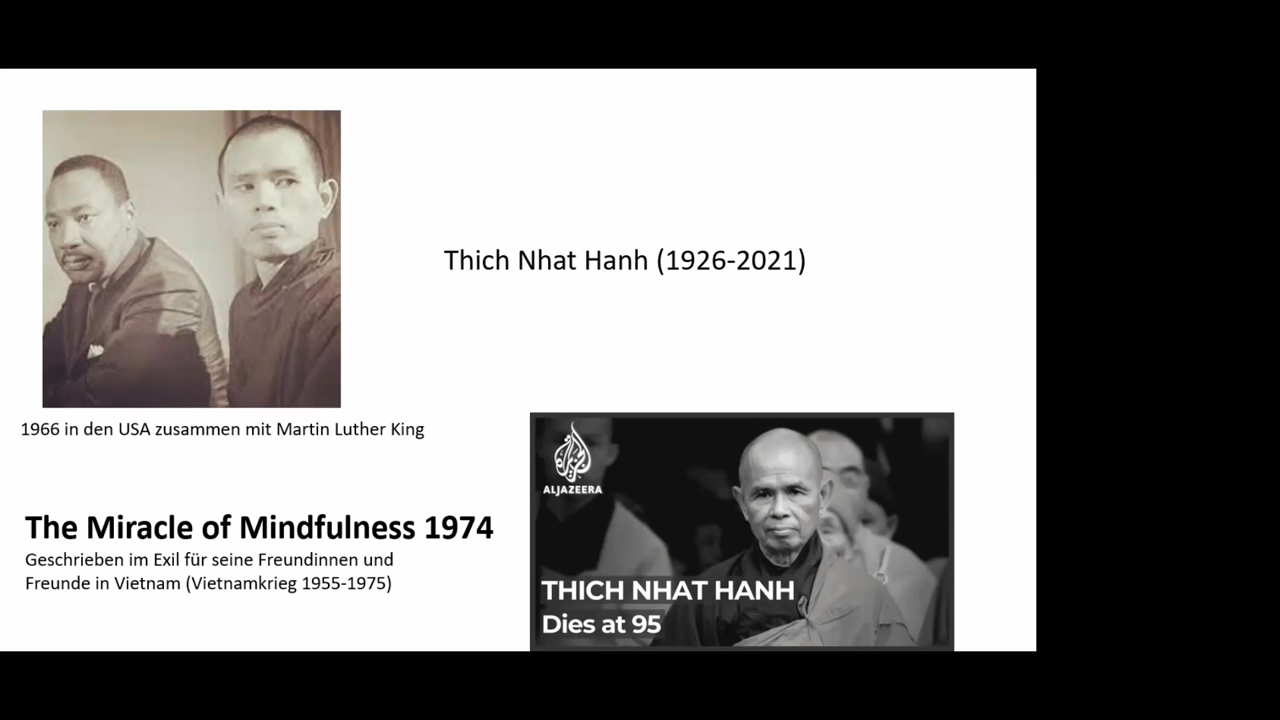 Thich Nhat Hanh (1926-2021)
1966 in den USA zusammen mit Martin Luther King
The Miracle of Mindfulness 1974
Geschrieben im Exil für seine Freundinnen und
Freunde in Vietnam (Vietnamkrieg 1955-1975)
ALJAZEERA
THICH NHAT HANH
Dies at 95